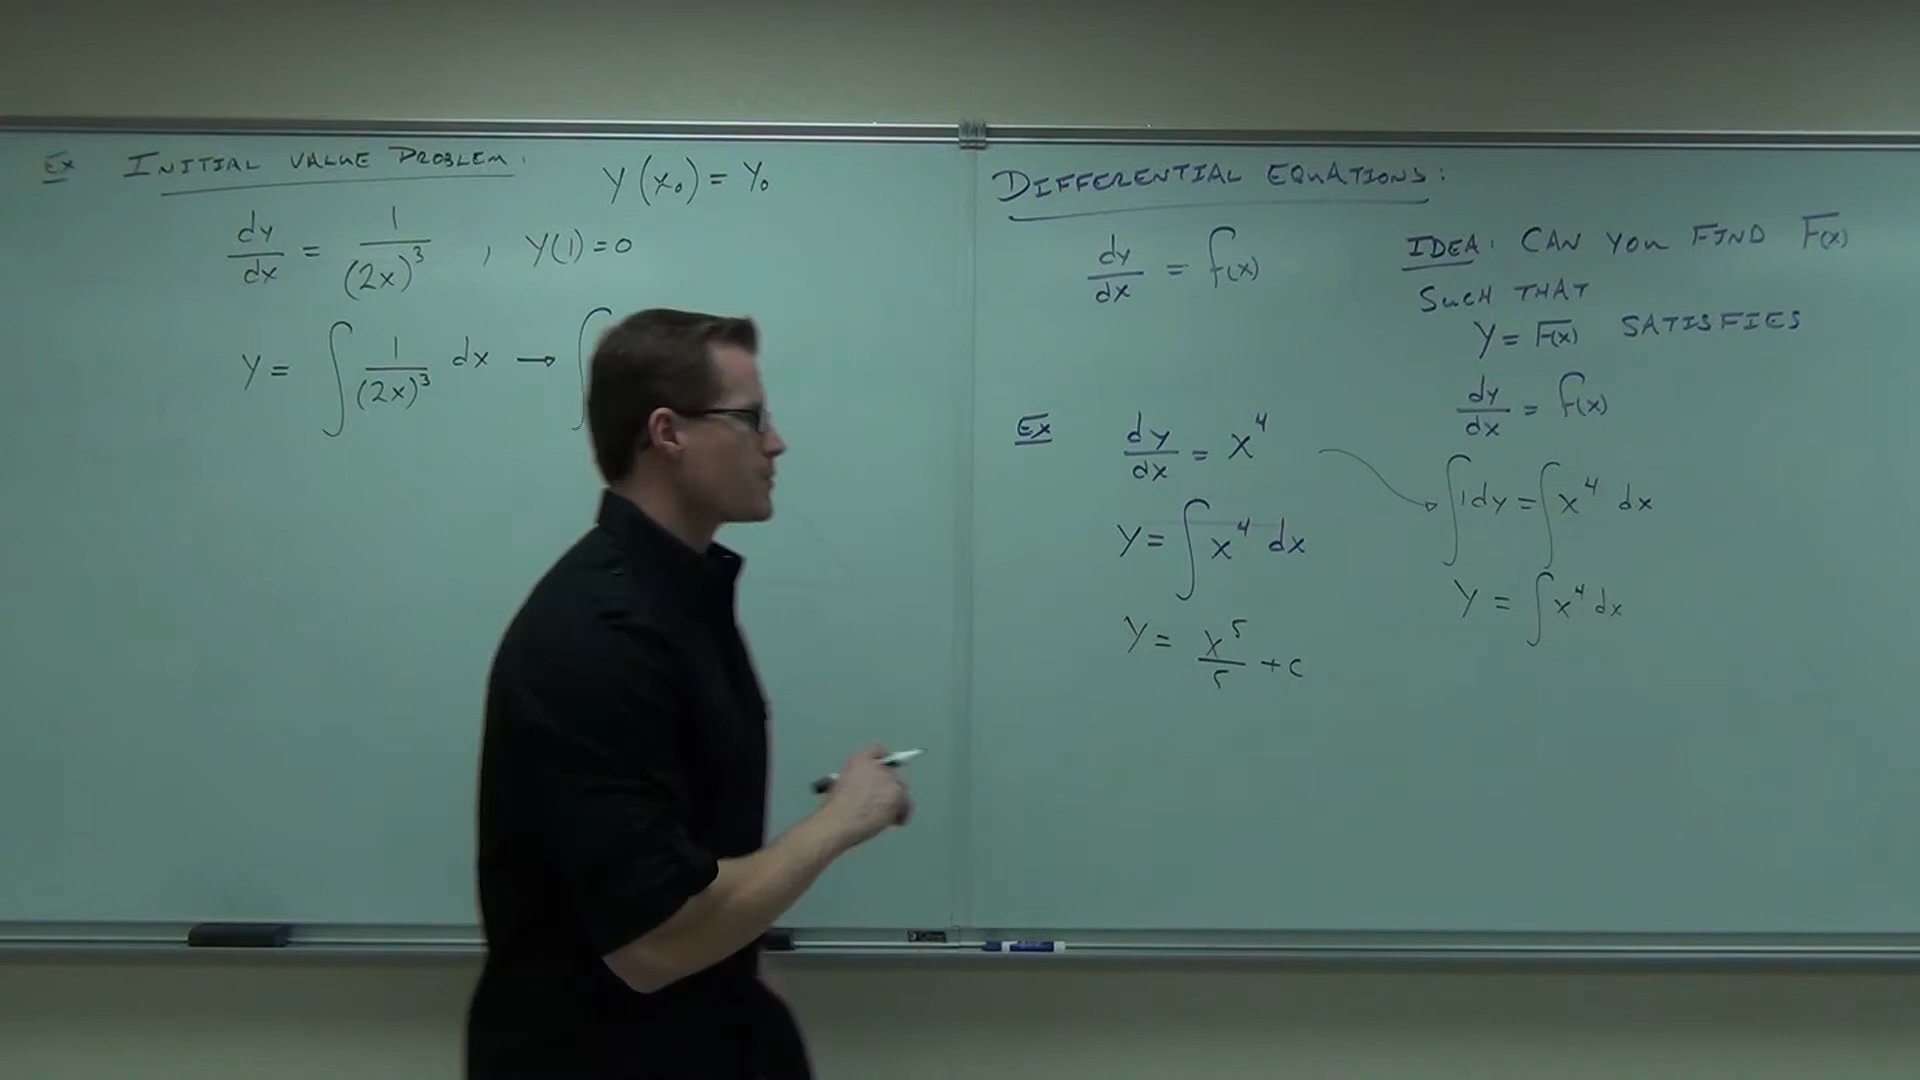 Ex INITIAL VALUE PROBLEM:
Y(x₀) = Y₀
dy/dx = 1/(2x)³ , Y(1) = 0
Y = ∫ 1/(2x)³ dx → ∫
DIFFERENTIAL EQUATIONS:
dy/dx = f(x)
IDEA: CAN YOU FIND F(x)
SUCH THAT
Y = F(x) SATISFIES
dy/dx = f(x)
Ex dy/dx = x⁴
Y = ∫ x⁴ dx
Y = x⁵/5 + c
∫ 1dy = ∫ x⁴ dx
Y = ∫ x⁴ dx